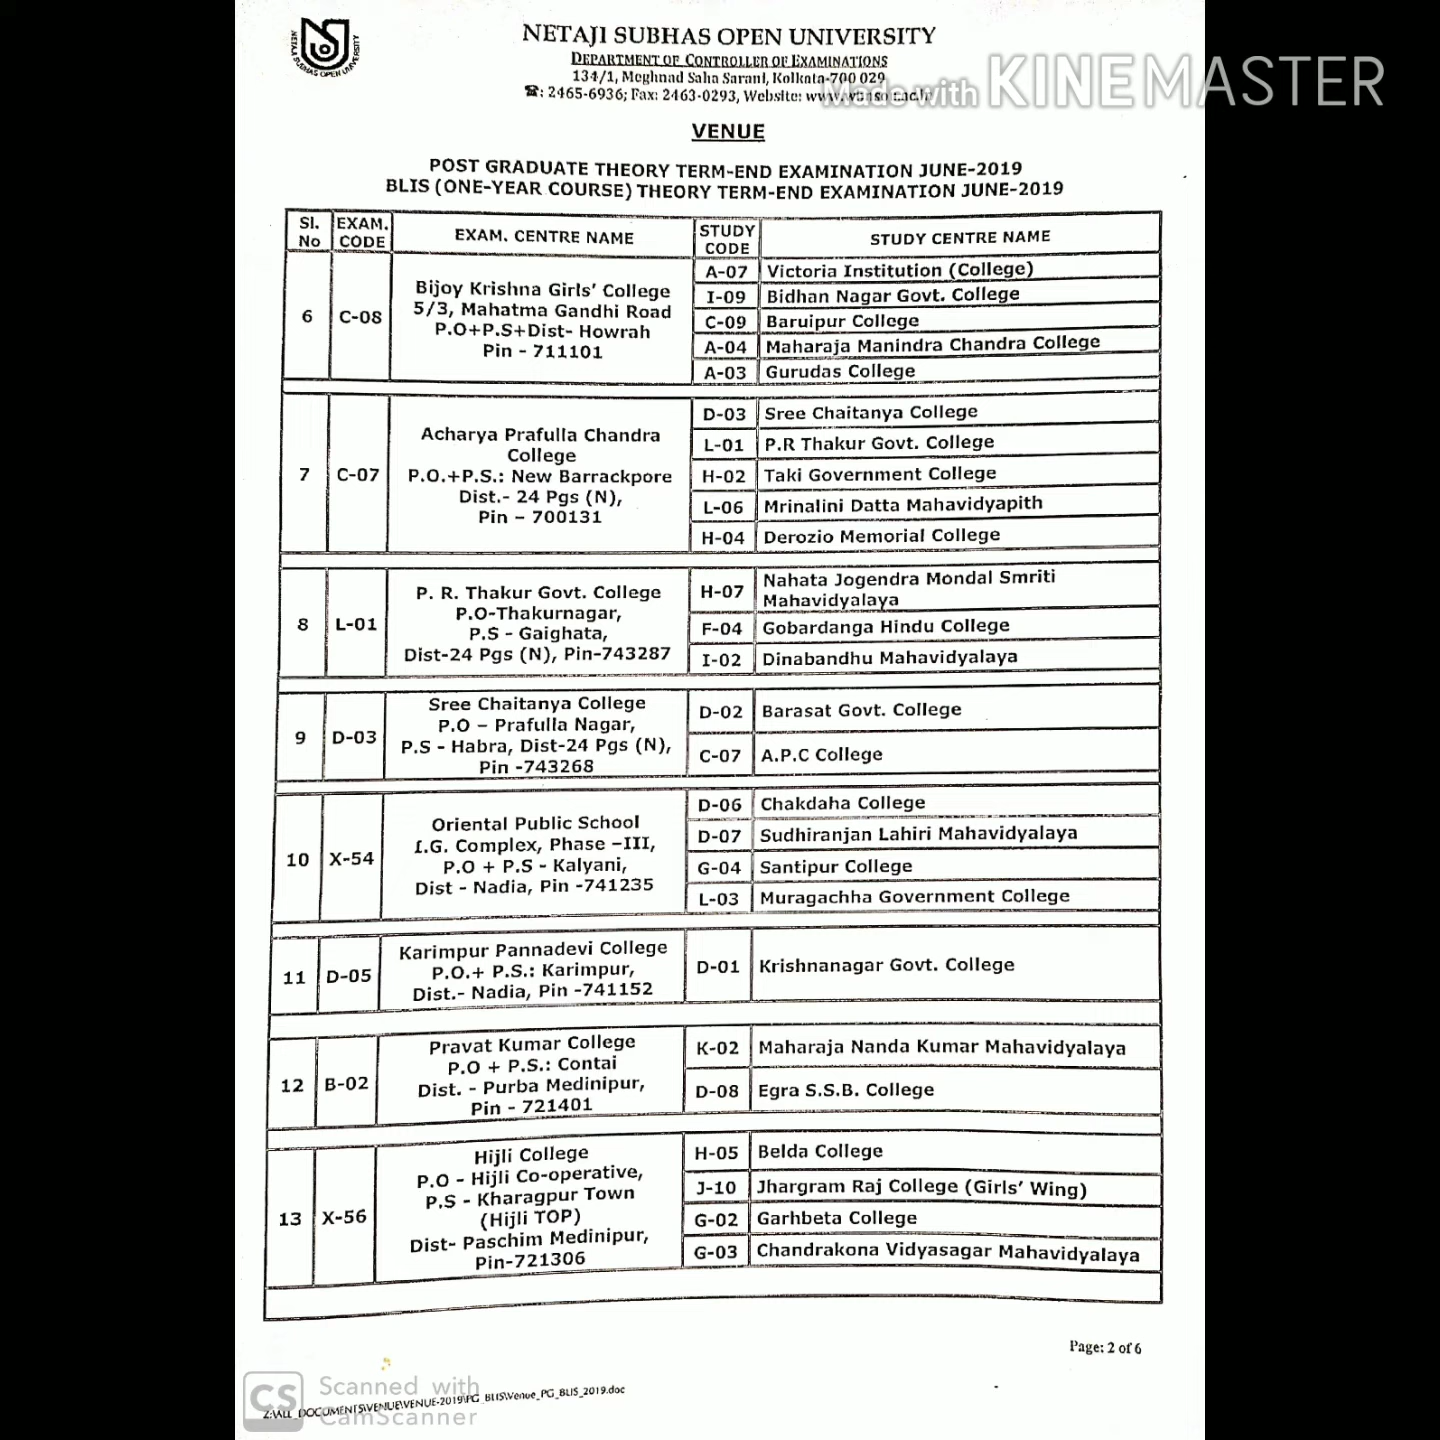 NETAJI SUBHAS OPEN UNIVERSITY
NETAJI SUBHAS OPEN UNIVERSITY
DEPARTMENT OF CONTROLLER OF EXAMINATIONS
134/1, Meghnad Saha Sarani, Kolkata-700 029
☎: 2465-6936; Fax: 2463-0293, Website:
Made with KINEMASTER
VENUE
POST GRADUATE THEORY TERM-END EXAMINATION JUNE-2019
BLIS (ONE-YEAR COURSE) THEORY TERM-END EXAMINATION JUNE-2019
Sl. No EXAM. CODE EXAM. CENTRE NAME STUDY CODE STUDY CENTRE NAME
6 C-08
Bijoy Krishna Girls' College
5/3, Mahatma Gandhi Road
P.O+P.S+Dist- Howrah
Pin - 711101
A-07 Victoria Institution (College)
I-09 Bidhan Nagar Govt. College
C-09 Baruipur College
A-04 Maharaja Manindra Chandra College
A-03 Gurudas College
7 C-07
Acharya Prafulla Chandra
College
P.O.+P.S.: New Barrackpore
Dist.- 24 Pgs (N),
Pin – 700131
D-03 Sree Chaitanya College
L-01 P.R Thakur Govt. College
H-02 Taki Government College
L-06 Mrinalini Datta Mahavidyapith
H-04 Derozio Memorial College
8 L-01
P. R. Thakur Govt. College
P.O-Thakurnagar,
P.S - Gaighata,
Dist-24 Pgs (N), Pin-743287
H-07 Nahata Jogendra Mondal Smriti
Mahavidyalaya
F-04 Gobardanga Hindu College
I-02 Dinabandhu Mahavidyalaya
9 D-03
Sree Chaitanya College
P.O – Prafulla Nagar,
P.S - Habra, Dist-24 Pgs (N),
Pin -743268
D-02 Barasat Govt. College
C-07 A.P.C College
10 X-54
Oriental Public School
I.G. Complex, Phase –III,
P.O + P.S - Kalyani,
Dist - Nadia, Pin -741235
D-06 Chakdaha College
D-07 Sudhiranjan Lahiri Mahavidyalaya
G-04 Santipur College
L-03 Muragachha Government College
11 D-05
Karimpur Pannadevi College
P.O.+ P.S.: Karimpur,
Dist.- Nadia, Pin -741152
D-01 Krishnanagar Govt. College
12 B-02
Pravat Kumar College
P.O + P.S.: Contai
Dist. - Purba Medinipur,
Pin - 721401
K-02 Maharaja Nanda Kumar Mahavidyalaya
D-08 Egra S.S.B. College
13 X-56
Hijli College
P.O - Hijli Co-operative,
P.S - Kharagpur Town
(Hijli TOP)
Dist- Paschim Medinipur,
Pin-721306
H-05 Belda College
J-10 Jhargram Raj College (Girls' Wing)
G-02 Garhbeta College
G-03 Chandrakona Vidyasagar Mahavidyalaya
Page: 2 of 6
CS Scanned with
CamScanner
Z:\ALL_DOCUMENTS\VENUE\VENUE-2019\PG_BLIS\Venue_PG_BLIS_2019.doc